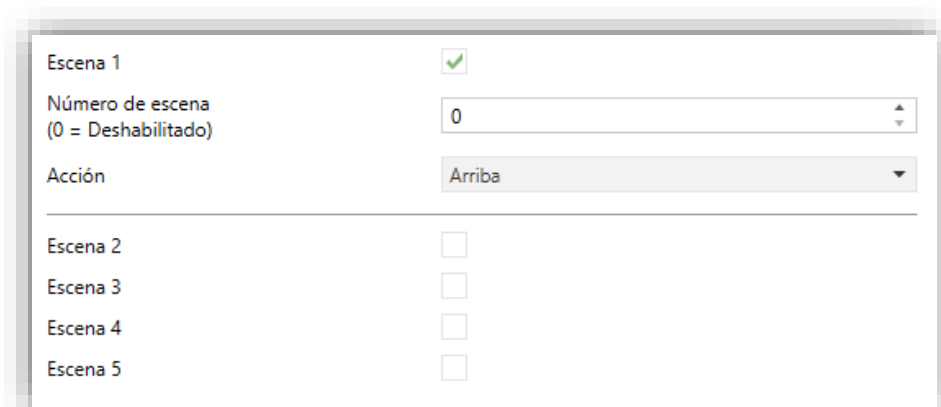 Escena 1
Número de escena
(0 = Deshabilitado)
0
Acción
Arriba
Escena 2
Escena 3
Escena 4
Escena 5